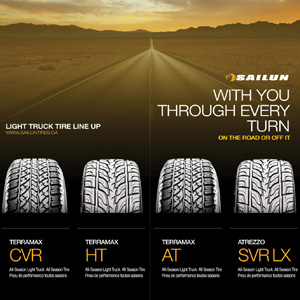 SAILUN
WITH YOU
THROUGH EVERY
TURN
ON THE ROAD OR OFF IT
LIGHT TRUCK TIRE LINE UP
WWW.SAILUNTIRES.CA
TERRAMAX
CVR
All-Season Light Truck All Season Tire
Pneu de performance toutes saisons
TERRAMAX
HT
All-Season Light Truck All Season Tire
Pneu de performance toutes saisons
TERRAMAX
AT
All-Season Light Truck All Season Tire
Pneu de performance toutes saisons
ATREZZO
SVR LX
All-Season Light Truck All Season Tire
Pneu de performance toutes saisons